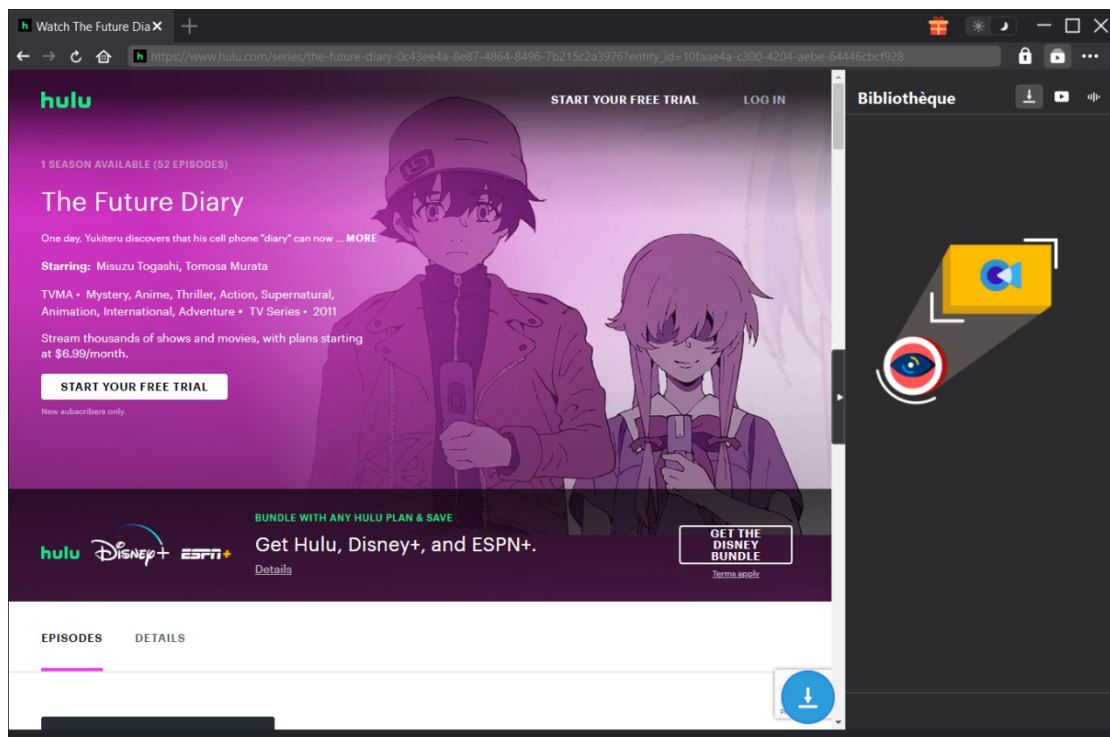 h Watch The Future Dia
h https://www.hulu.com/series/the-future-diary-0c43ee4a-8e87-4864-8496-7b215c2a3976?entity_id=10faae4a-c300-4204-aebe-64446cbcf928
hulu
START YOUR FREE TRIAL LOG IN
Bibliothèque
1 SEASON AVAILABLE (52 EPISODES)
The Future Diary
One day, Yukiteru discovers that his cell phone "diary" can now ... MORE
Starring: Misuzu Togashi, Tomosa Murata
TVMA • Mystery, Anime, Thriller, Action, Supernatural,
Animation, International, Adventure • TV Series • 2011
Stream thousands of shows and movies, with plans starting
at $6.99/month.
START YOUR FREE TRIAL
New subscribers only.
hulu Disney+ ESPN+
BUNDLE WITH ANY HULU PLAN & SAVE
Get Hulu, Disney+, and ESPN+.
Details
GET THE
DISNEY
BUNDLE
Terms apply
EPISODES DETAILS